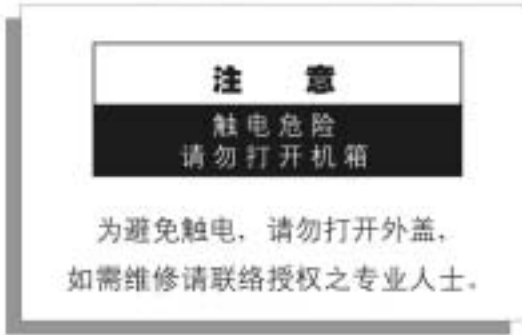 注 意
触电危险
请勿打开机箱
为避免触电，请勿打开外盖，
如需维修请联络授权之专业人士。